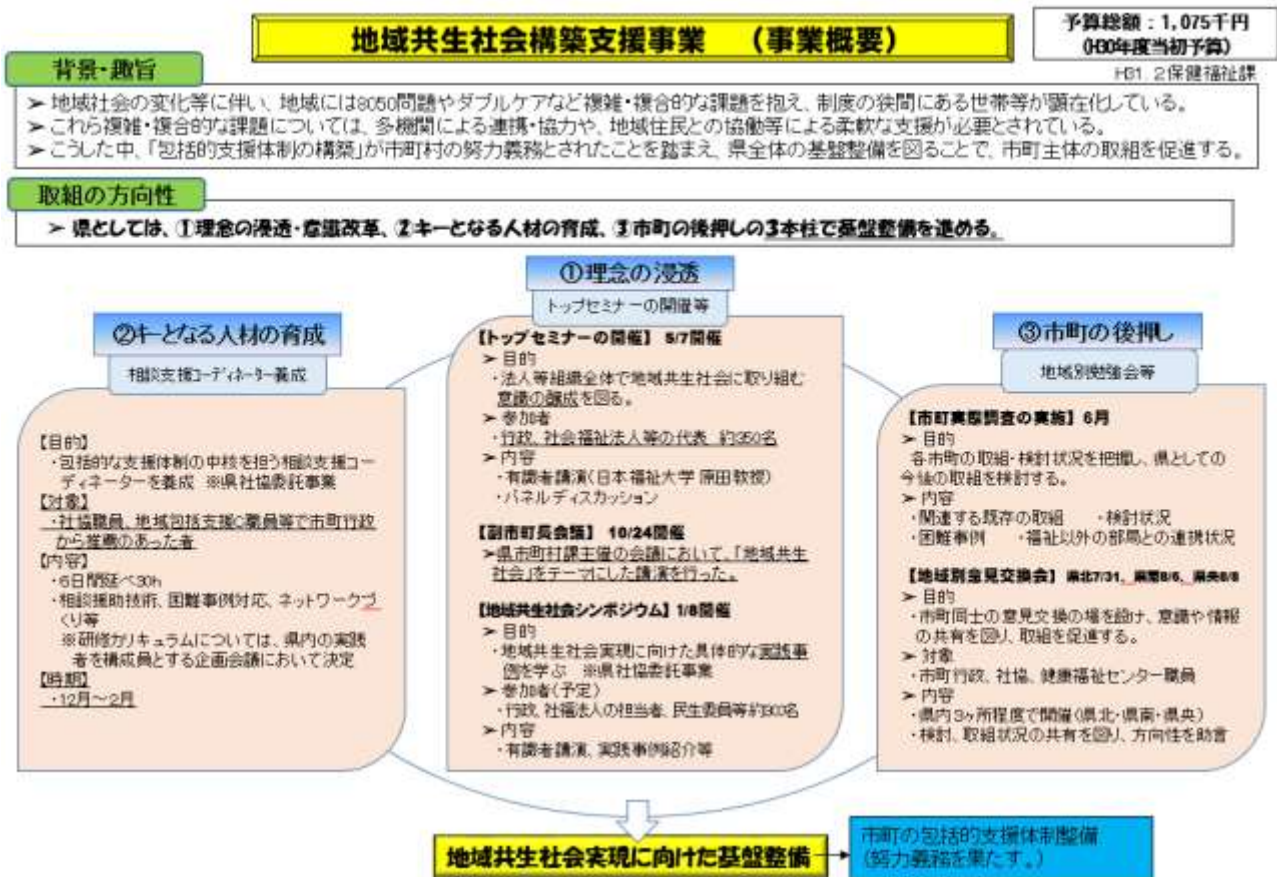 地域共生社会構築支援事業　（事業概要）
予算総額：1,075千円
（H30年度当初予算）
H31.2保健福祉課
背景・趣旨
➤ 地域社会の変化等に伴い、地域には8050問題やダブルケアなど複雑・複合的な課題を抱え、制度の狭間にある世帯等が顕在化している。
➤ これら複雑・複合的な課題については、多機関による連携・協力や、地域住民との協働等による柔軟な支援が必要とされている。
➤ こうした中、「包括的支援体制の構築」が市町村の努力義務とされたことを踏まえ、県全体の基盤整備を図ることで、市町主体の取組を促進する。
取組の方向性
➤ 県としては、①理念の浸透・意識改革、②キーとなる人材の育成、③市町の後押しの3本柱で基盤整備を進める。
①理念の浸透
トップセミナーの開催等
【トップセミナーの開催】 5/7開催
➤ 目的
・法人等組織全体で地域共生社会に取り組む
意識の醸成を図る。
➤ 参加者
・行政、社会福祉法人等の代表　約350名
➤ 内容
・有識者講演（日本福祉大学 原田教授）
・パネルディスカッション
【副市町長会議】 10/24開催
➤県市町村課主催の会議において、「地域共生
社会」をテーマにした講演を行った。
【地域共生社会シンポジウム】 1/8開催
➤ 目的
・地域共生社会実現に向けた具体的な実践事
例を学ぶ　※県社協委託事業
➤ 参加者（予定）
・行政、社福法人の担当者、民生委員等約300名
➤ 内容
・有識者講演、実践事例紹介等
②キーとなる人材の育成
相談支援コーディネーター養成
【目的】
・包括的な支援体制の中核を担う相談支援コー
ディネーターを養成　※県社協委託事業
【対象】
・社協職員、地域包括支援C職員等で市町行政
から推薦のあった者
【内容】
・6日間延べ30h
・相談援助技術、困難事例対応、ネットワークづ
くり等
※研修カリキュラムについては、県内の実践
者を構成員とする企画会議において決定
【時期】
・12月～2月
③市町の後押し
地域別勉強会等
【市町実態調査の実施】 6月
➤ 目的
各市町の取組・検討状況を把握し、県としての
今後の取組を検討する。
➤ 内容
・関連する既存の取組　・検討状況
・困難事例　・福祉以外の部局との連携状況
【地域別意見交換会】 県北7/31、県南8/6、県央8/8
➤ 目的
・市町同士の意見交換の場を設け、意識や情報
の共有を図り、取組を促進する。
➤ 対象
・市町行政、社協、健康福祉センター職員
➤ 内容
・県内3ヶ所程度で開催（県北・県南・県央）
・検討、取組状況の共有を図り、方向性を助言
地域共生社会実現に向けた基盤整備
市町の包括的支援体制整備
（努力義務を果たす。）